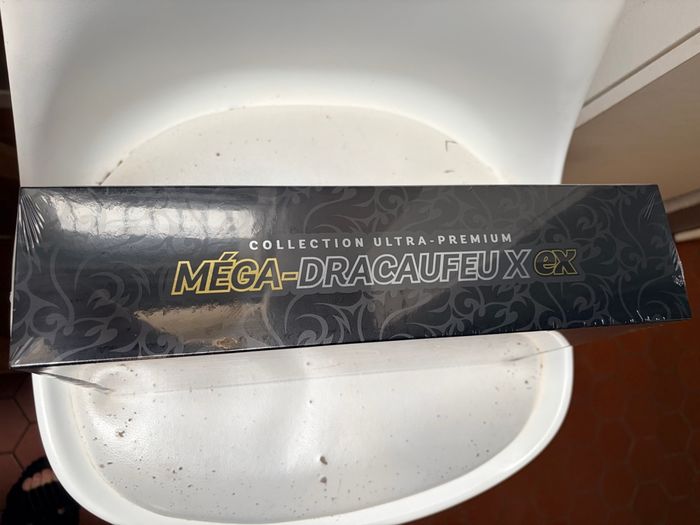 COLLECTION ULTRA-PREMIUM
MÉGA-DRACAUFEU X ex